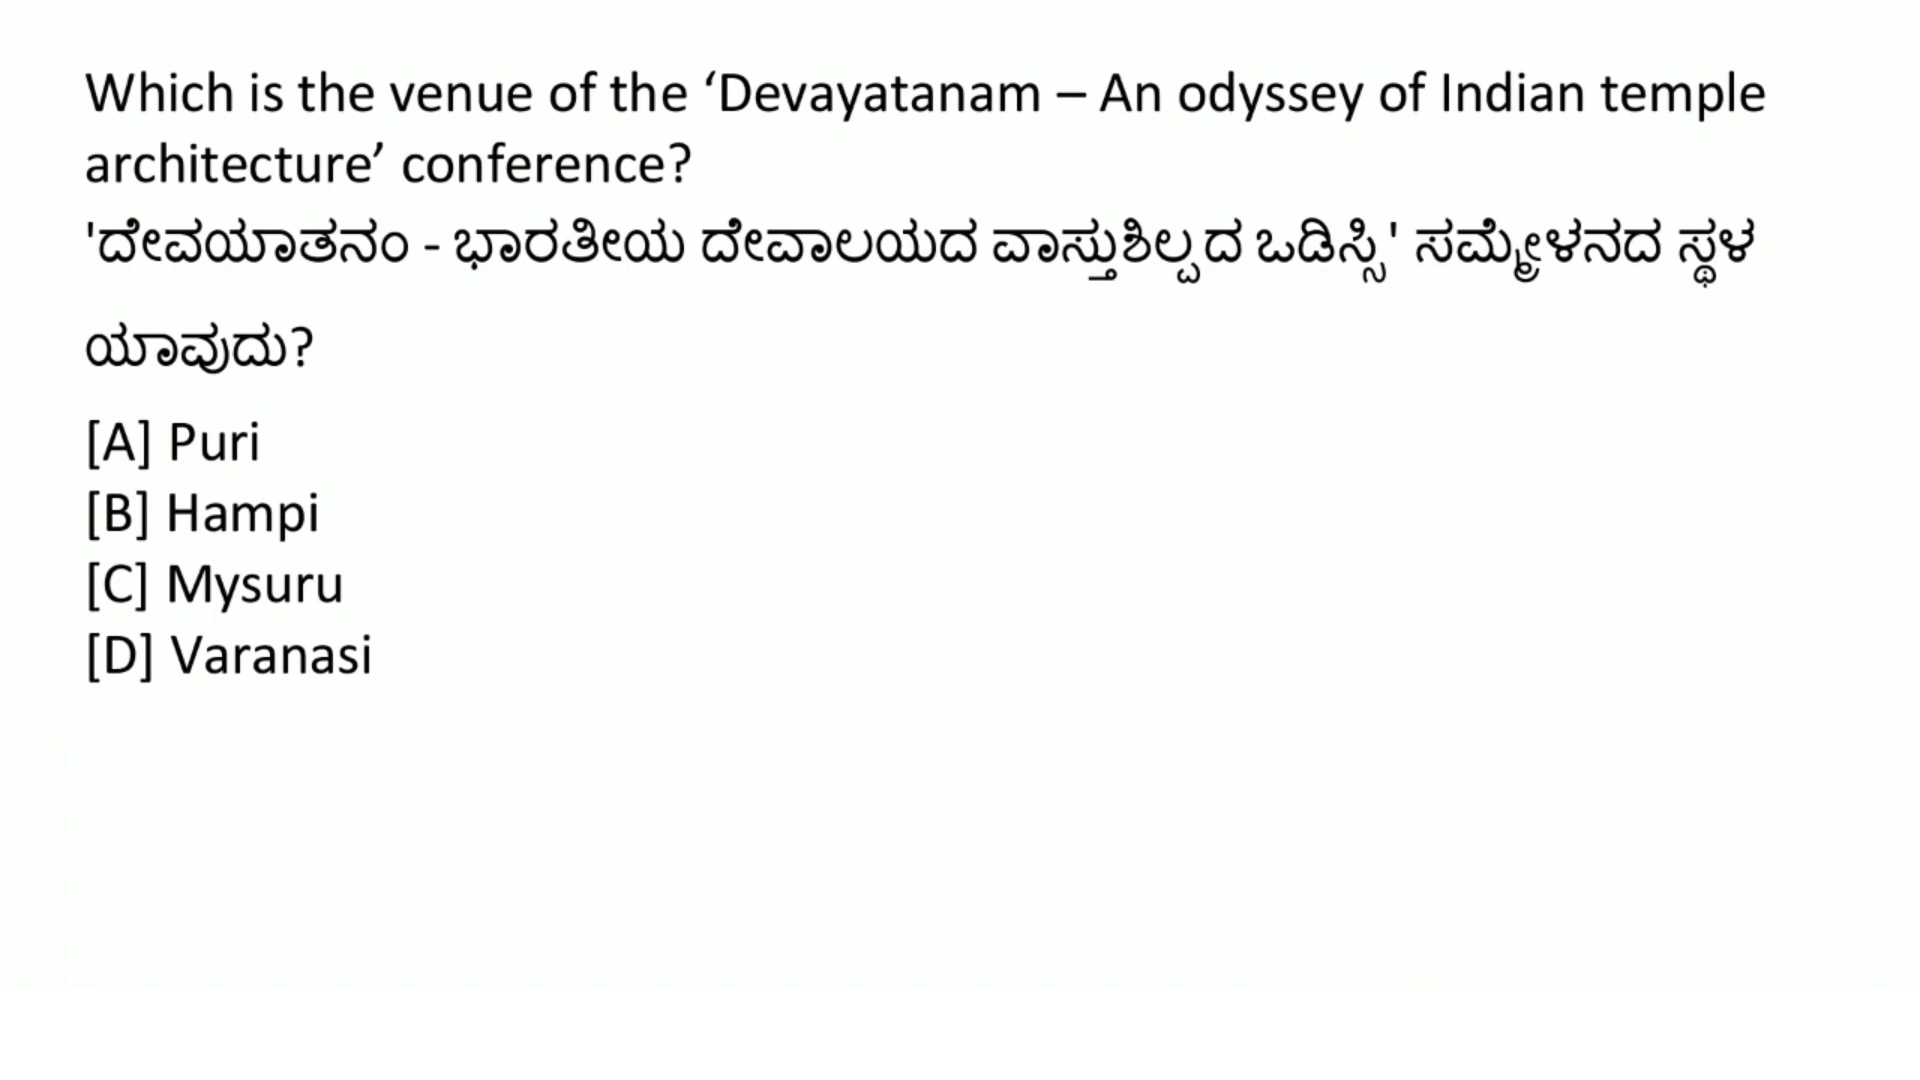 Which is the venue of the ‘Devayatanam – An odyssey of Indian temple
architecture’ conference?
'ದೇವಯಾತನಂ - ಭಾರತೀಯ ದೇವಾಲಯದ ವಾಸ್ತುಶಿಲ್ಪದ ಒಡಿಸ್ಸಿ' ಸಮ್ಮೇಳನದ ಸ್ಥಳ
ಯಾವುದು?
[A] Puri
[B] Hampi
[C] Mysuru
[D] Varanasi